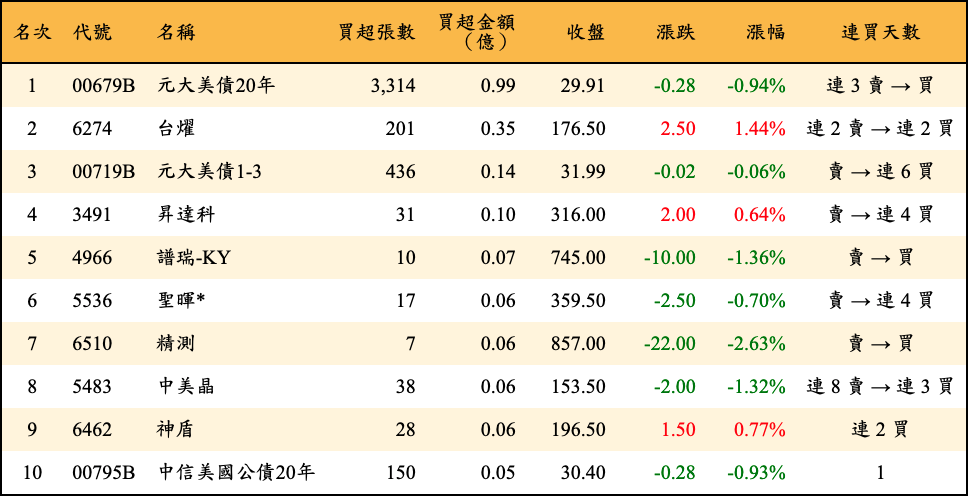 名次 代號 名稱 買超張數 買超金額（億） 收盤 漲跌 漲幅 連買天數
1 00679B 元大美債20年 3,314 0.99 29.91 -0.28 -0.94% 連 3 賣 → 買
2 6274 台燿 201 0.35 176.50 2.50 1.44% 連 2 賣 → 連 2 買
3 00719B 元大美債1-3 436 0.14 31.99 -0.02 -0.06% 賣 → 連 6 買
4 3491 昇達科 31 0.10 316.00 2.00 0.64% 賣 → 連 4 買
5 4966 譜瑞-KY 10 0.07 745.00 -10.00 -1.36% 賣 → 買
6 5536 聖暉* 17 0.06 359.50 -2.50 -0.70% 賣 → 連 4 買
7 6510 精測 7 0.06 857.00 -22.00 -2.63% 賣 → 買
8 5483 中美晶 38 0.06 153.50 -2.00 -1.32% 連 8 賣 → 連 3 買
9 6462 神盾 28 0.06 196.50 1.50 0.77% 連 2 買
10 00795B 中信美國公債20年 150 0.05 30.40 -0.28 -0.93% 1